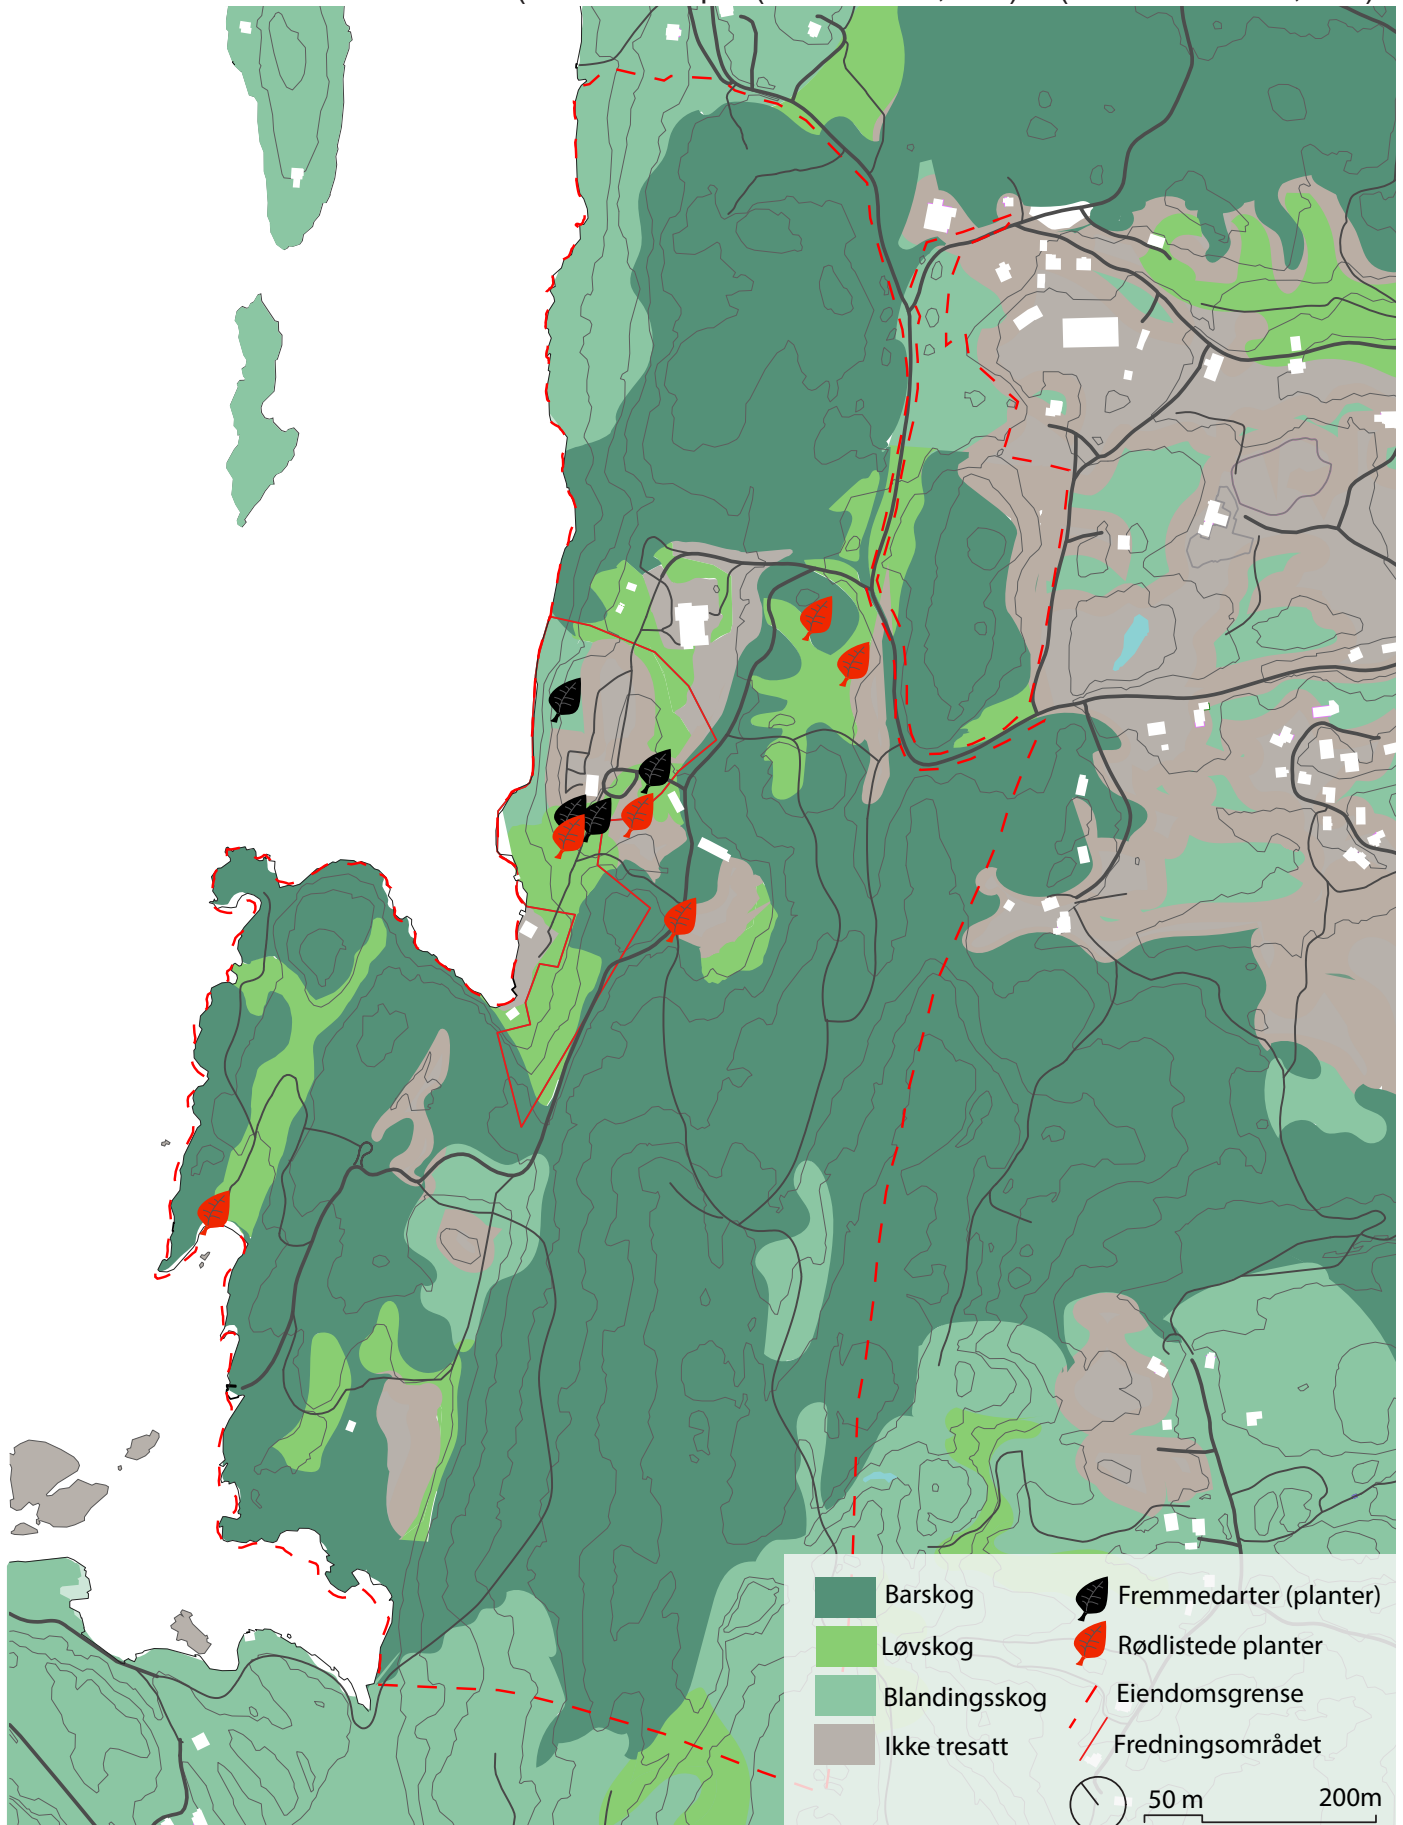 Barskog
Løvskog
Blandingsskog
Ikke tresatt
Fremmedarter (planter)
Rødlistede planter
Eiendomsgrense
Fredningsområdet
50 m 200m